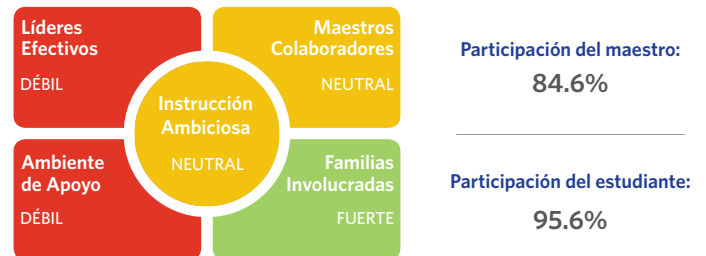 Líderes
Efectivos
DÉBIL
Maestros
Colaboradores
NEUTRAL
Instrucción
Ambiciosa
NEUTRAL
Ambiente
de Apoyo
DÉBIL
Familias
Involucradas
FUERTE
Participación del maestro:
84.6%
Participación del estudiante:
95.6%